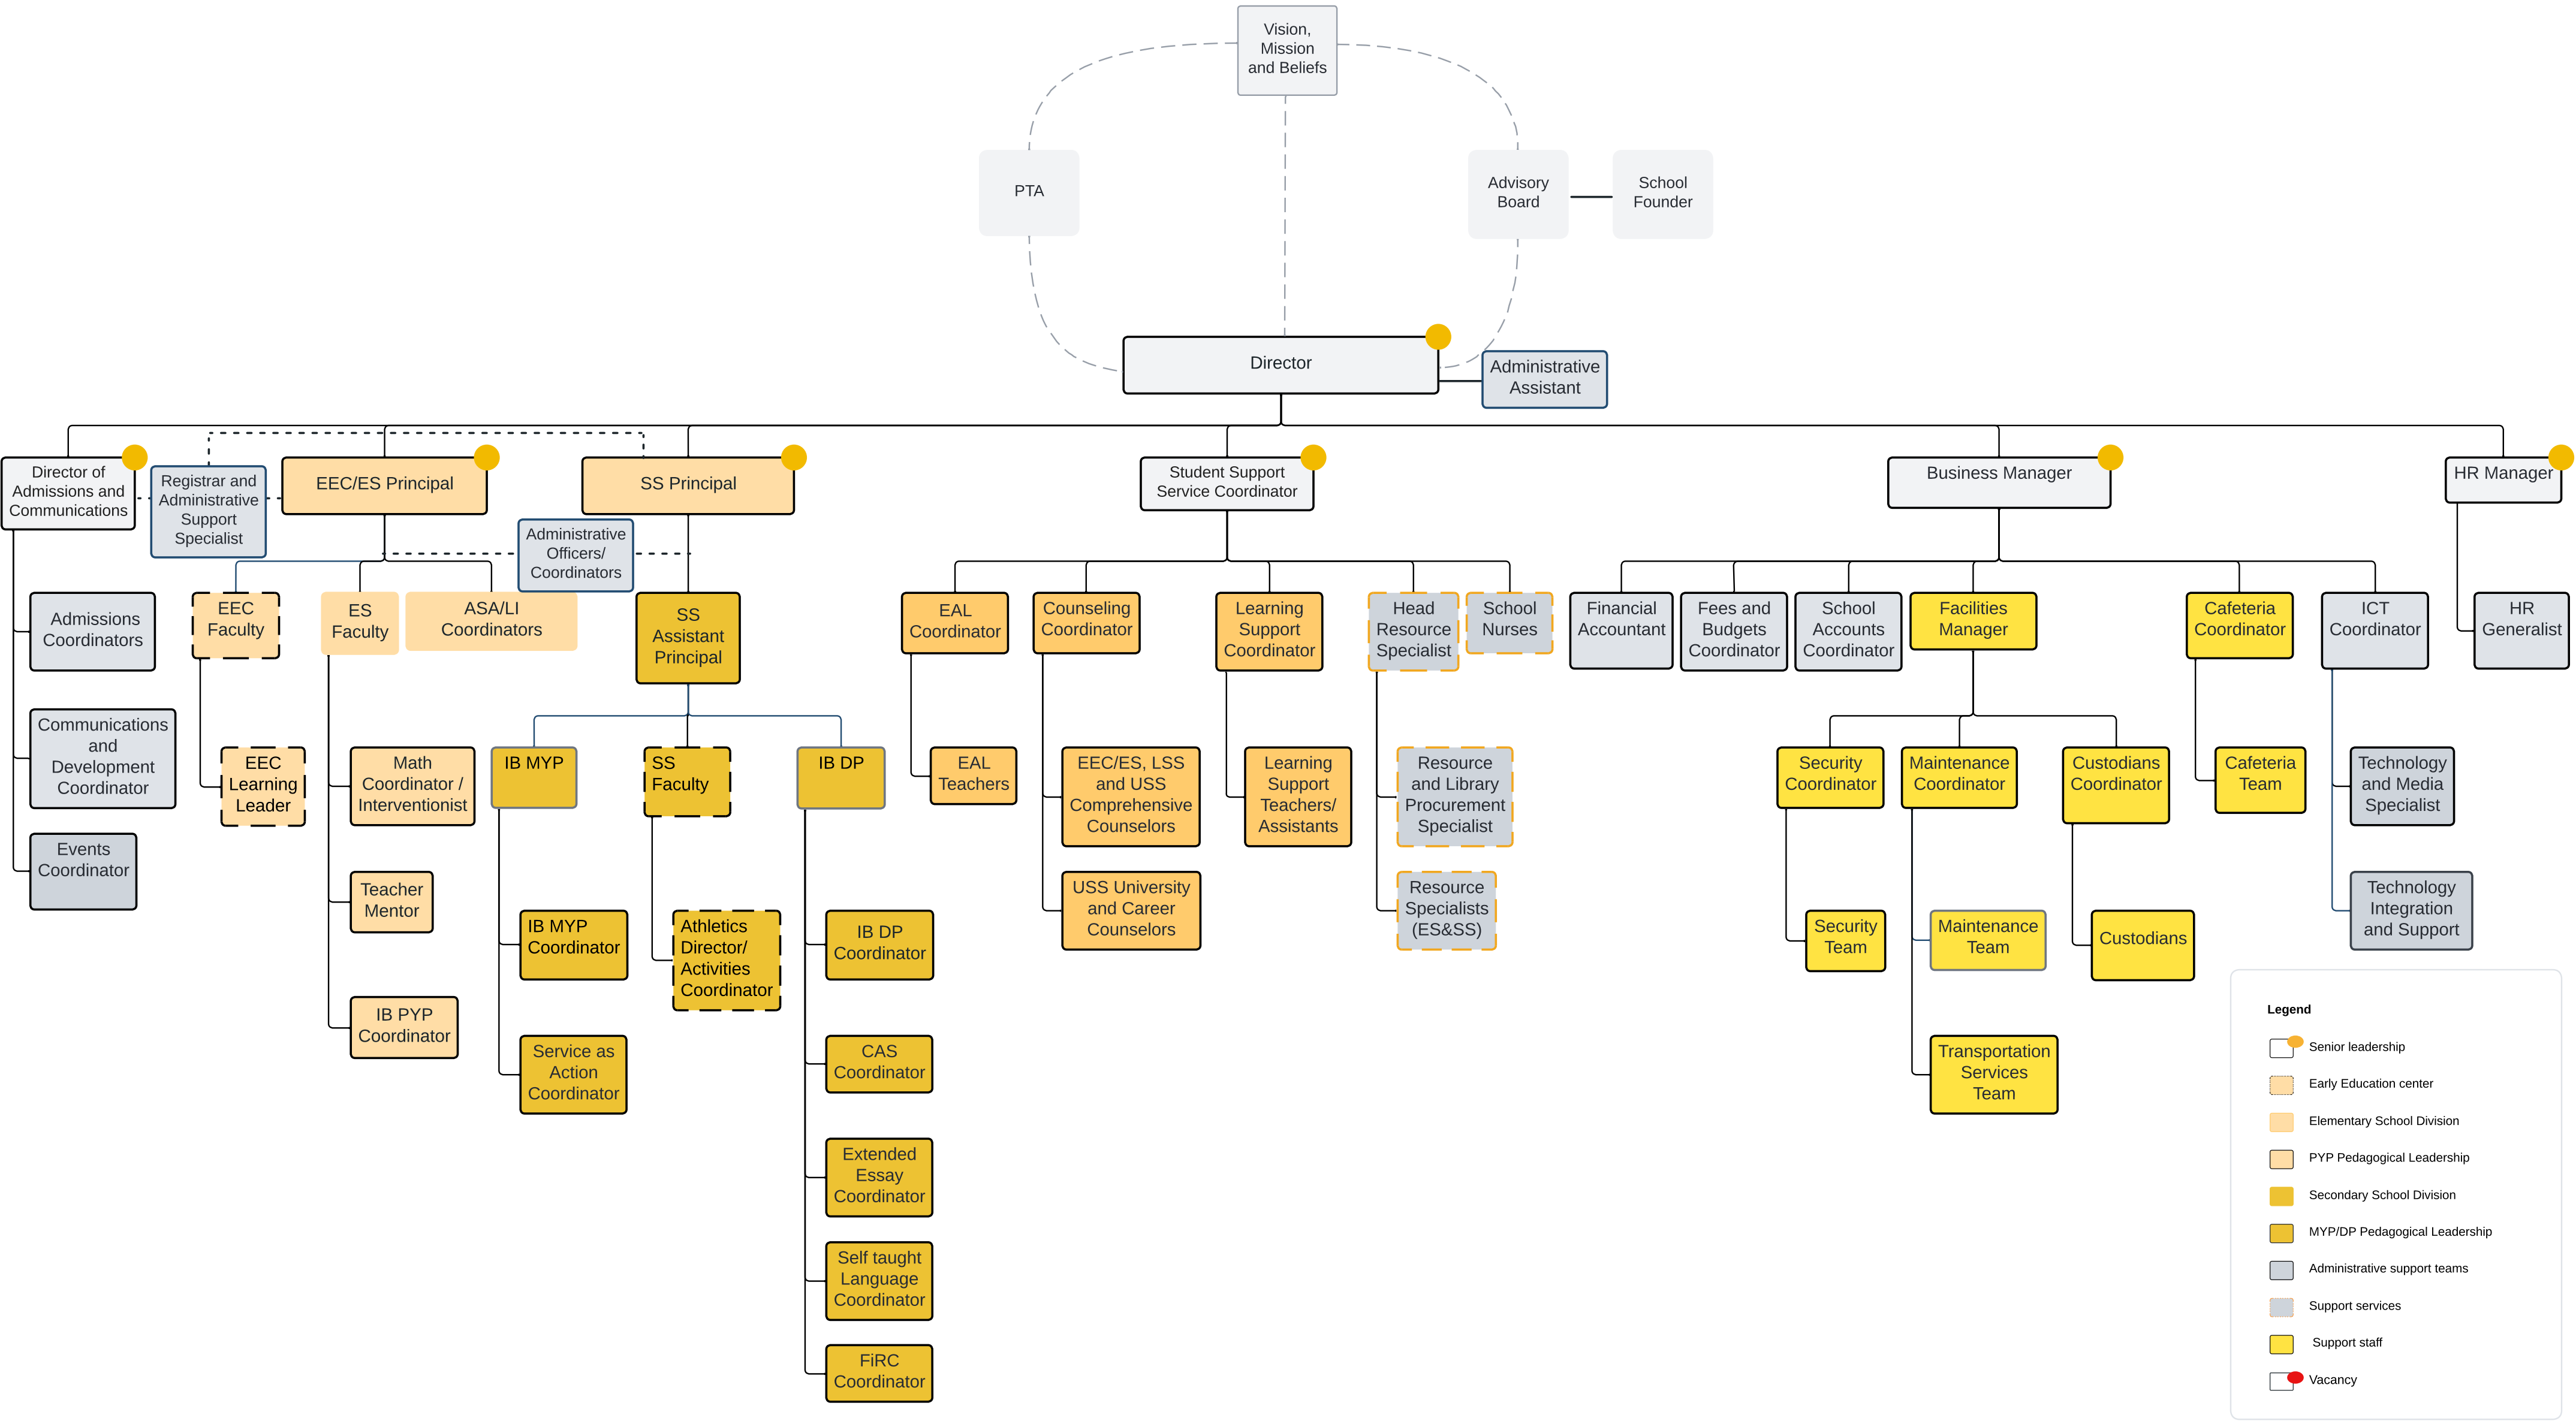 Vision,
Mission
and Beliefs
PTA
Advisory
Board
School
Founder
Director
Administrative
Assistant
Director of
Admissions and
Communications
Registrar and
Administrative
Support
Specialist
EEC/ES Principal
SS Principal
Student Support
Service Coordinator
Business Manager
HR Manager
Administrative
Officers/
Coordinators
Admissions
Coordinators
EEC
Faculty
ES
Faculty
ASA/LI
Coordinators
SS
Assistant
Principal
EAL
Coordinator
Counseling
Coordinator
Learning
Support
Coordinator
Head
Resource
Specialist
School
Nurses
Financial
Accountant
Fees and
Budgets
Coordinator
School
Accounts
Coordinator
Facilities
Manager
Cafeteria
Coordinator
ICT
Coordinator
HR
Generalist
Communications
and
Development
Coordinator
EEC
Learning
Leader
Math
Coordinator /
Interventionist
IB MYP
SS
Faculty
IB DP
EAL
Teachers
EEC/ES, LSS
and USS
Comprehensive
Counselors
Learning
Support
Teachers/
Assistants
Resource
and Library
Procurement
Specialist
Security
Coordinator
Maintenance
Coordinator
Custodians
Coordinator
Cafeteria
Team
Technology
and Media
Specialist
Events
Coordinator
Teacher
Mentor
IB MYP
Coordinator
Athletics
Director/
Activities
Coordinator
IB DP
Coordinator
USS University
and Career
Counselors
Resource
Specialists
(ES&SS)
Security
Team
Maintenance
Team
Custodians
Technology
Integration
and Support
IB PYP
Coordinator
Service as
Action
Coordinator
CAS
Coordinator
Transportation
Services
Team
Extended
Essay
Coordinator
Self taught
Language
Coordinator
FiRC
Coordinator
Legend
Senior leadership
Early Education center
Elementary School Division
PYP Pedagogical Leadership
Secondary School Division
MYP/DP Pedagogical Leadership
Administrative support teams
Support services
Support staff
Vacancy